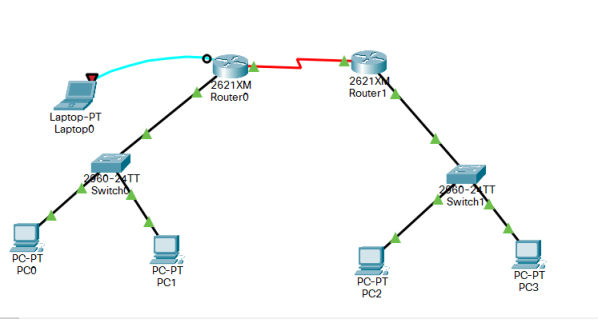 2621XM
Router0
2621XM
Router1
Laptop-PT
Laptop0
2960-24TT
Switch0
2960-24TT
Switch1
PC-PT
PC0
PC-PT
PC1
PC-PT
PC2
PC-PT
PC3